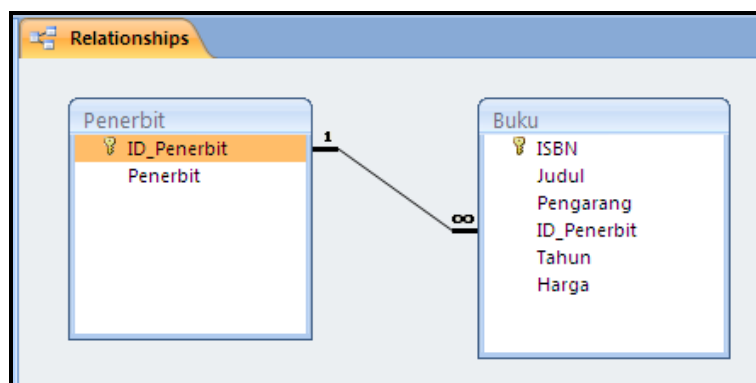 Relationships
Penerbit
ID_Penerbit
Penerbit
1
∞
Buku
ISBN
Judul
Pengarang
ID_Penerbit
Tahun
Harga